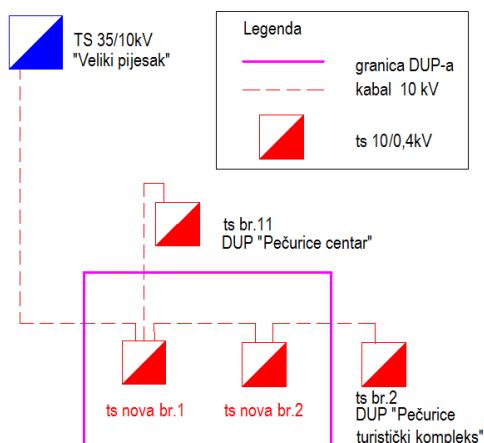 TS 35/10kV
"Veliki pijesak"
Legenda
granica DUP-a
kabal 10 kV
ts 10/0,4kV
ts br.11
DUP "Pečurice centar"
ts nova br.1
ts nova br.2
ts br.2
DUP "Pečurice
turistički kompleks"